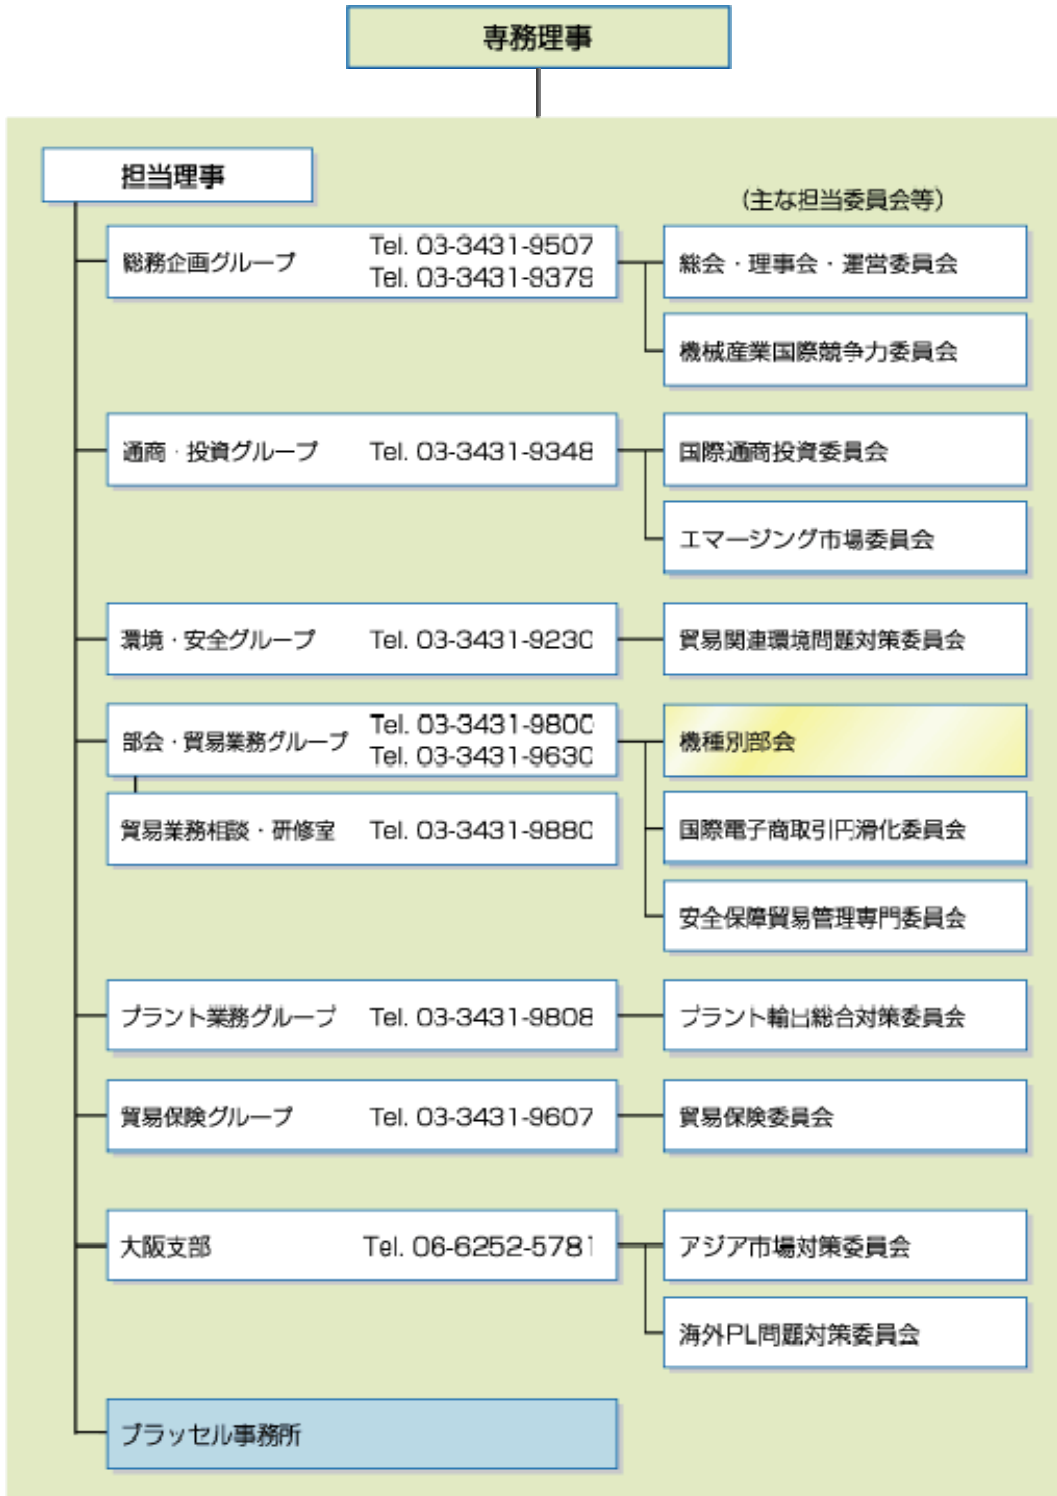 専務理事
担当理事
(主な担当委員会等)
総務企画グループ
Tel. 03-3431-9507
Tel. 03-3431-9379
総会・理事会・運営委員会
機械産業国際競争力委員会
通商・投資グループ Tel. 03-3431-9348
国際通商投資委員会
エマージング市場委員会
環境・安全グループ Tel. 03-3431-9230
貿易関連環境問題対策委員会
部会・貿易業務グループ
Tel. 03-3431-9800
Tel. 03-3431-9630
機種別部会
貿易業務相談・研修室 Tel. 03-3431-9880
国際電子商取引円滑化委員会
安全保障貿易管理専門委員会
プラント業務グループ Tel. 03-3431-9808
プラント輸出総合対策委員会
貿易保険グループ Tel. 03-3431-9607
貿易保険委員会
大阪支部 Tel. 06-6252-5781
アジア市場対策委員会
海外PL問題対策委員会
ブラッセル事務所